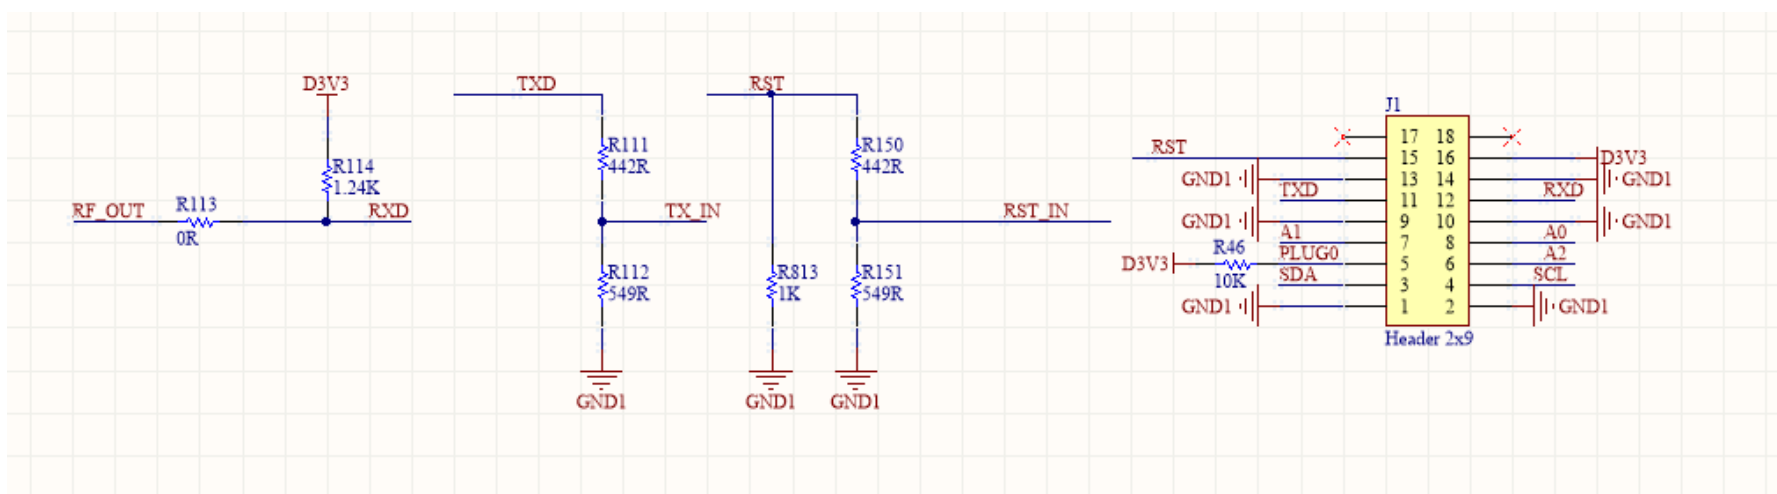 D3V3
R114
1.24K
RF_OUT
R113
0R
RXD
TXD
R111
442R
TX_IN
R112
549R
GND1
RST
R813
1K
GND1
R150
442R
RST_IN
R151
549R
GND1
J1
17 18
RST 15 16 D3V3
GND1 13 14 GND1
TXD 11 12 RXD
GND1 9 10 GND1
A1 7 8 A0
D3V3 R46 10K PLUG0 5 6 A2
SDA 3 4 SCL
GND1 1 2 GND1
Header 2x9